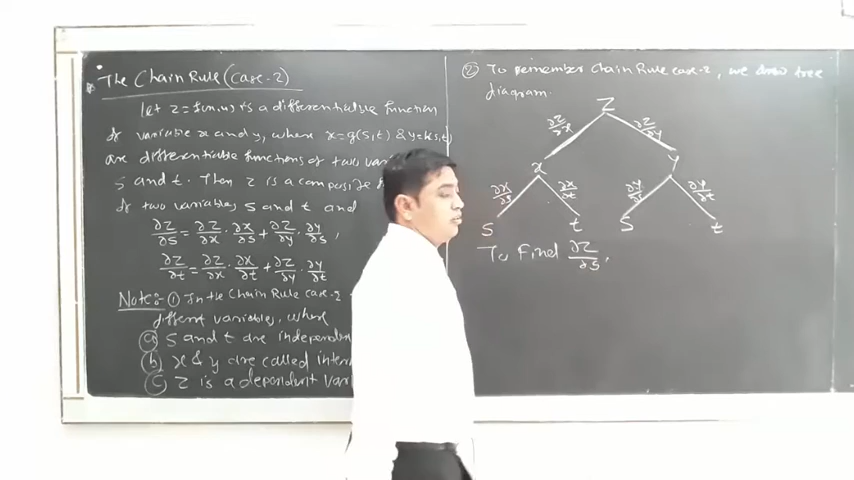 The Chain Rule (Case-2)
let z=f(x,y) is a differentiable function
of variable x and y, where x=g(s,t) & y=h(s,t)
are differentiable functions of two
s and t. Then z is a composite
of two variables s and t and
∂z/∂s = ∂z/∂x · ∂x/∂s + ∂z/∂y · ∂y/∂s,
∂z/∂t = ∂z/∂x · ∂x/∂t + ∂z/∂y · ∂y/∂t
Note:- ① In the Chain Rule case-2
different variables, where
(a) s and t are independen
(b) x & y are called inter
(c) z is a dependent vari
② To remember Chain Rule case-2, we draw tree
diagram.
z
∂z/∂x ∂z/∂y
x y
∂x/∂s ∂x/∂t ∂y/∂s ∂y/∂t
s t s t
To Find ∂z/∂s,